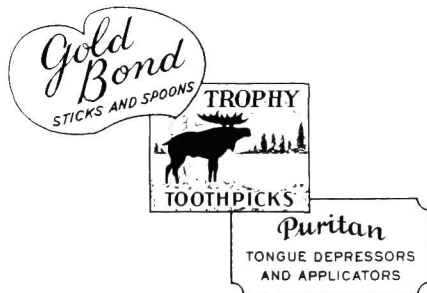 Gold
Bond
STICKS AND SPOONS
TROPHY
TOOTHPICKS
Puritan
TONGUE DEPRESSORS
AND APPLICATORS